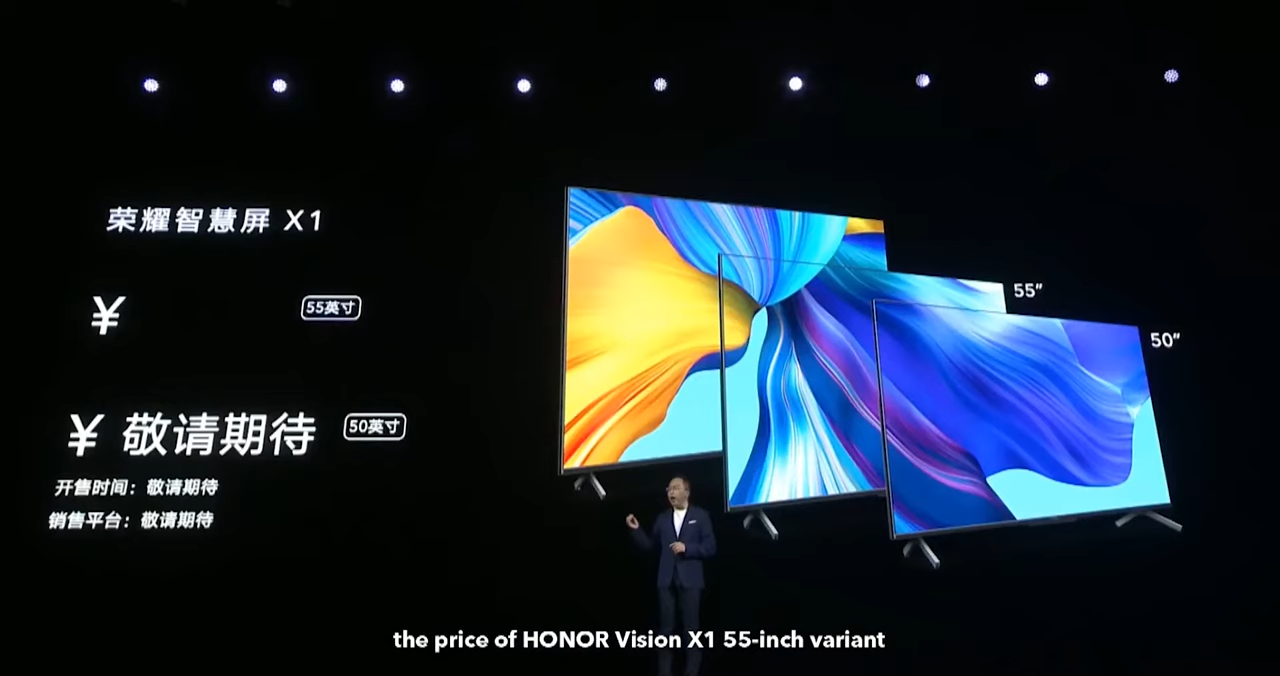 荣耀智慧屏 X1
¥ 55英寸
¥ 敬请期待 50英寸
开售时间：敬请期待
销售平台：敬请期待
55"
50"
the price of HONOR Vision X1 55-inch variant